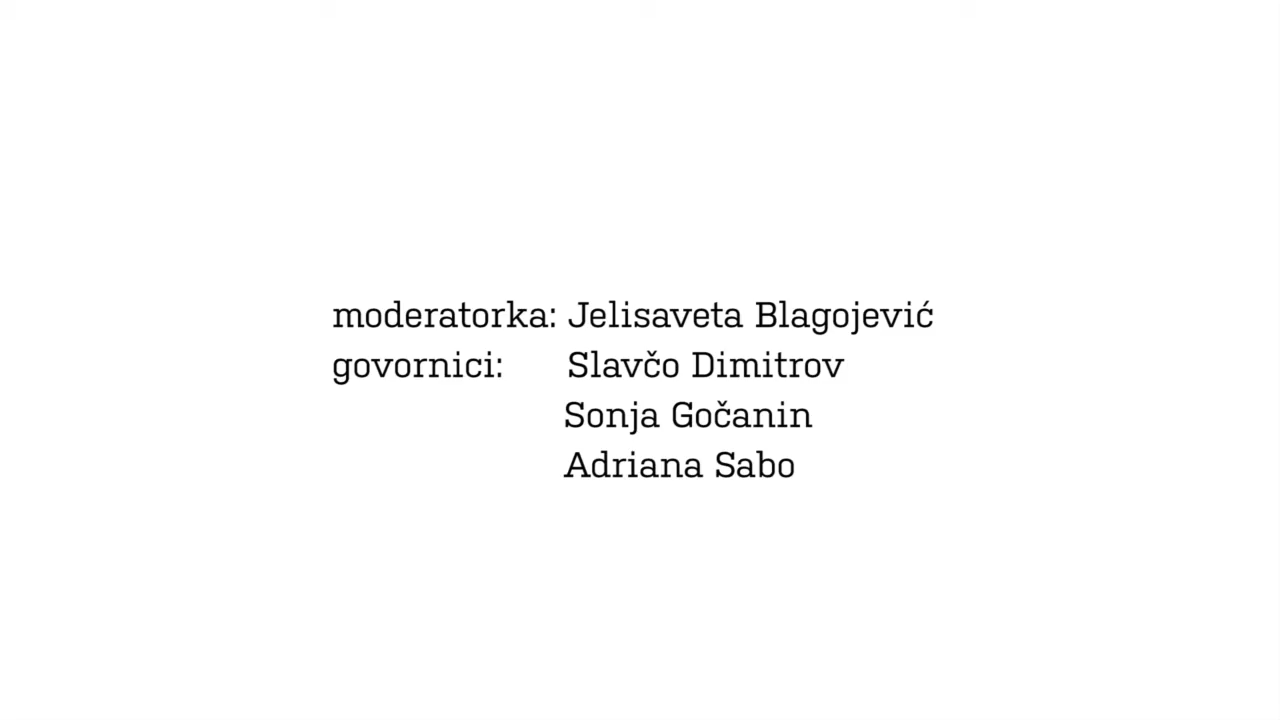 moderatorka: Jelisaveta Blagojević
govornici: Slavčo Dimitrov
Sonja Gočanin
Adriana Sabo